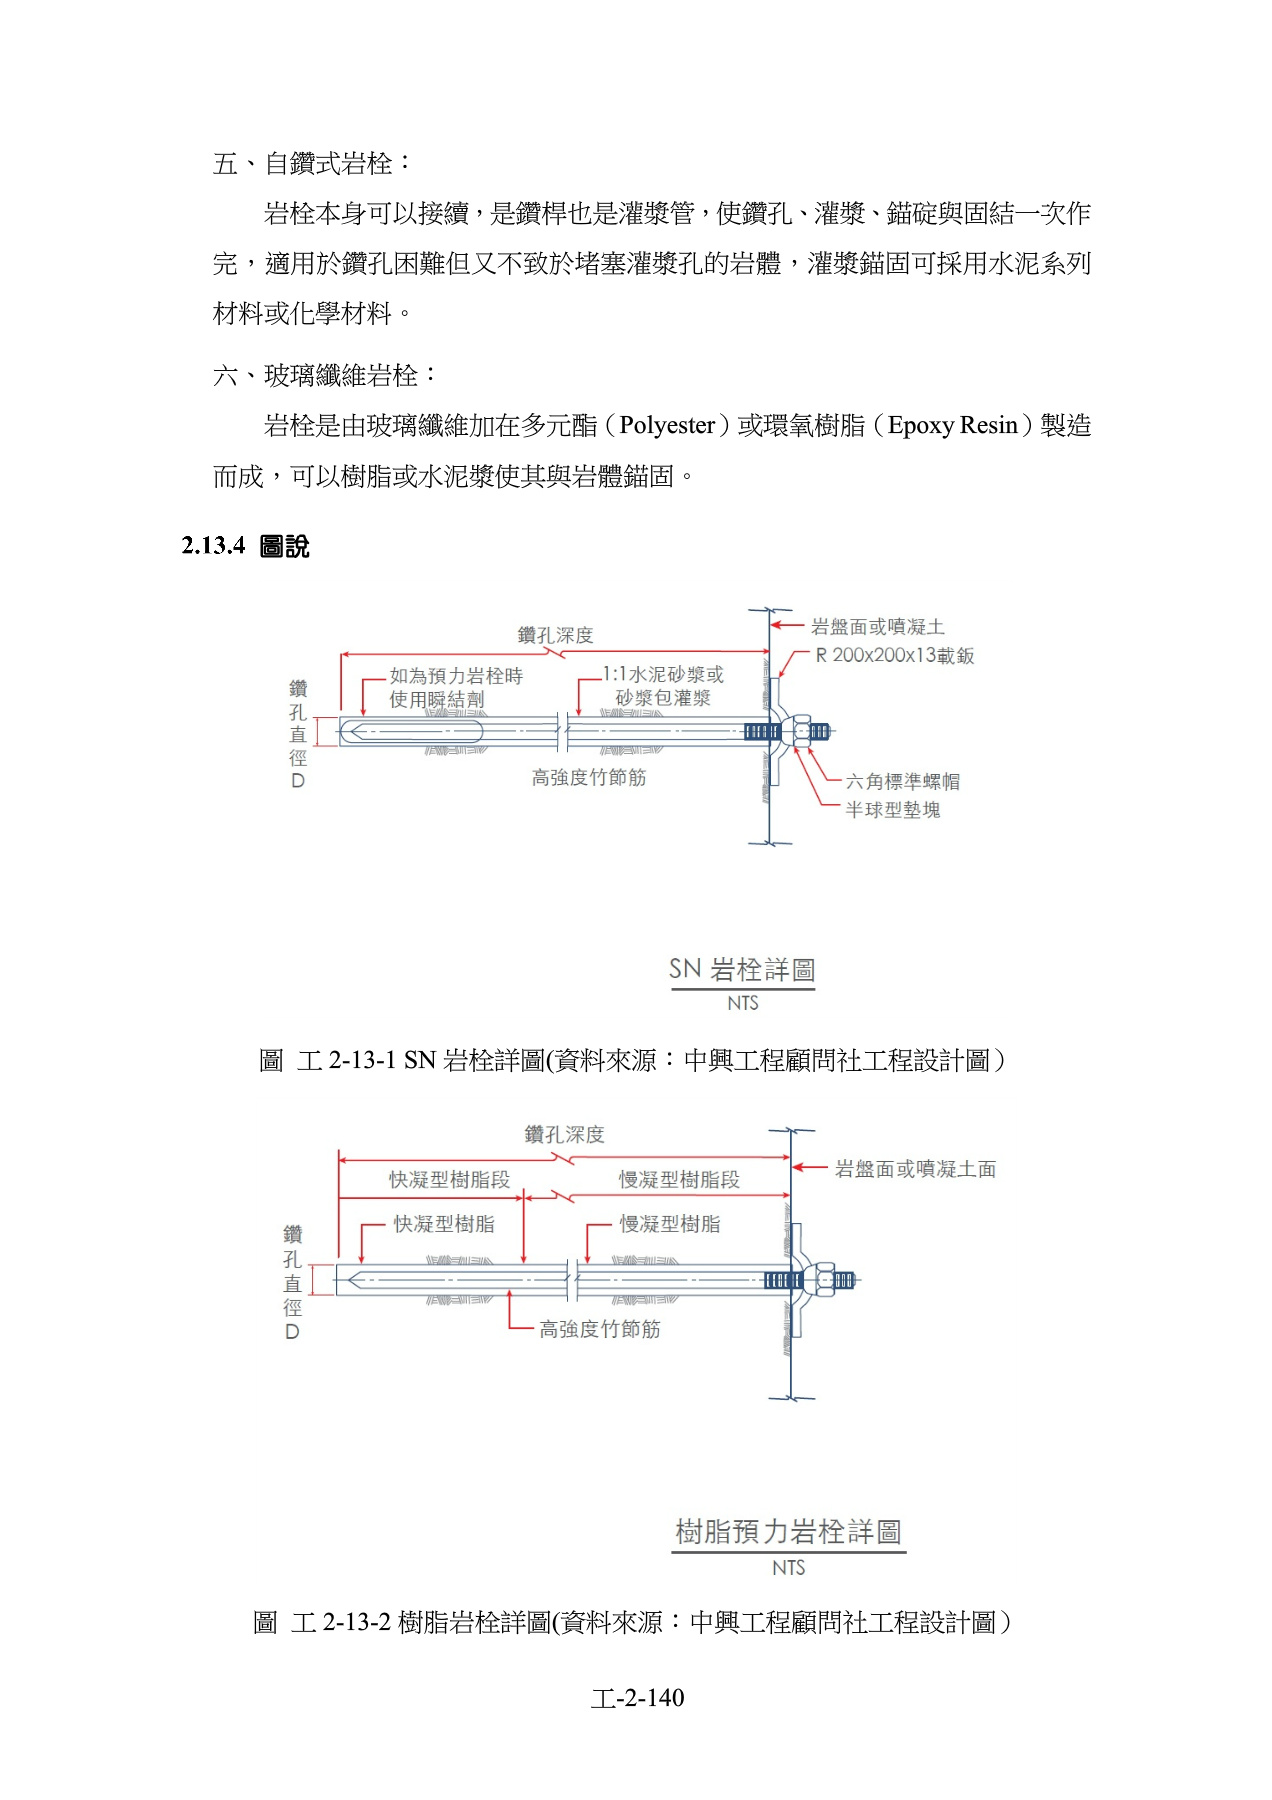 五、自鑽式岩栓：
岩栓本身可以接續，是鑽桿也是灌漿管，使鑽孔、灌漿、錨碇與固結一次作
完，適用於鑽孔困難但又不致於堵塞灌漿孔的岩體，灌漿錨固可採用水泥系列
材料或化學材料。
六、玻璃纖維岩栓：
岩栓是由玻璃纖維加在多元酯（Polyester）或環氧樹脂（Epoxy Resin）製造
而成，可以樹脂或水泥漿使其與岩體錨固。
2.13.4 圖說
鑽孔深度
岩盤面或噴凝土
R 200x200x13載鈑
如為預力岩栓時
使用瞬結劑
1:1水泥砂漿或
砂漿包灌漿
鑽孔直徑D
高強度竹節筋
六角標準螺帽
半球型墊塊
SN 岩栓詳圖
NTS
圖 工 2-13-1 SN 岩栓詳圖(資料來源：中興工程顧問社工程設計圖）
鑽孔深度
岩盤面或噴凝土面
快凝型樹脂段
慢凝型樹脂段
快凝型樹脂
慢凝型樹脂
鑽孔直徑D
高強度竹節筋
樹脂預力岩栓詳圖
NTS
圖 工 2-13-2 樹脂岩栓詳圖(資料來源：中興工程顧問社工程設計圖）
工-2-140